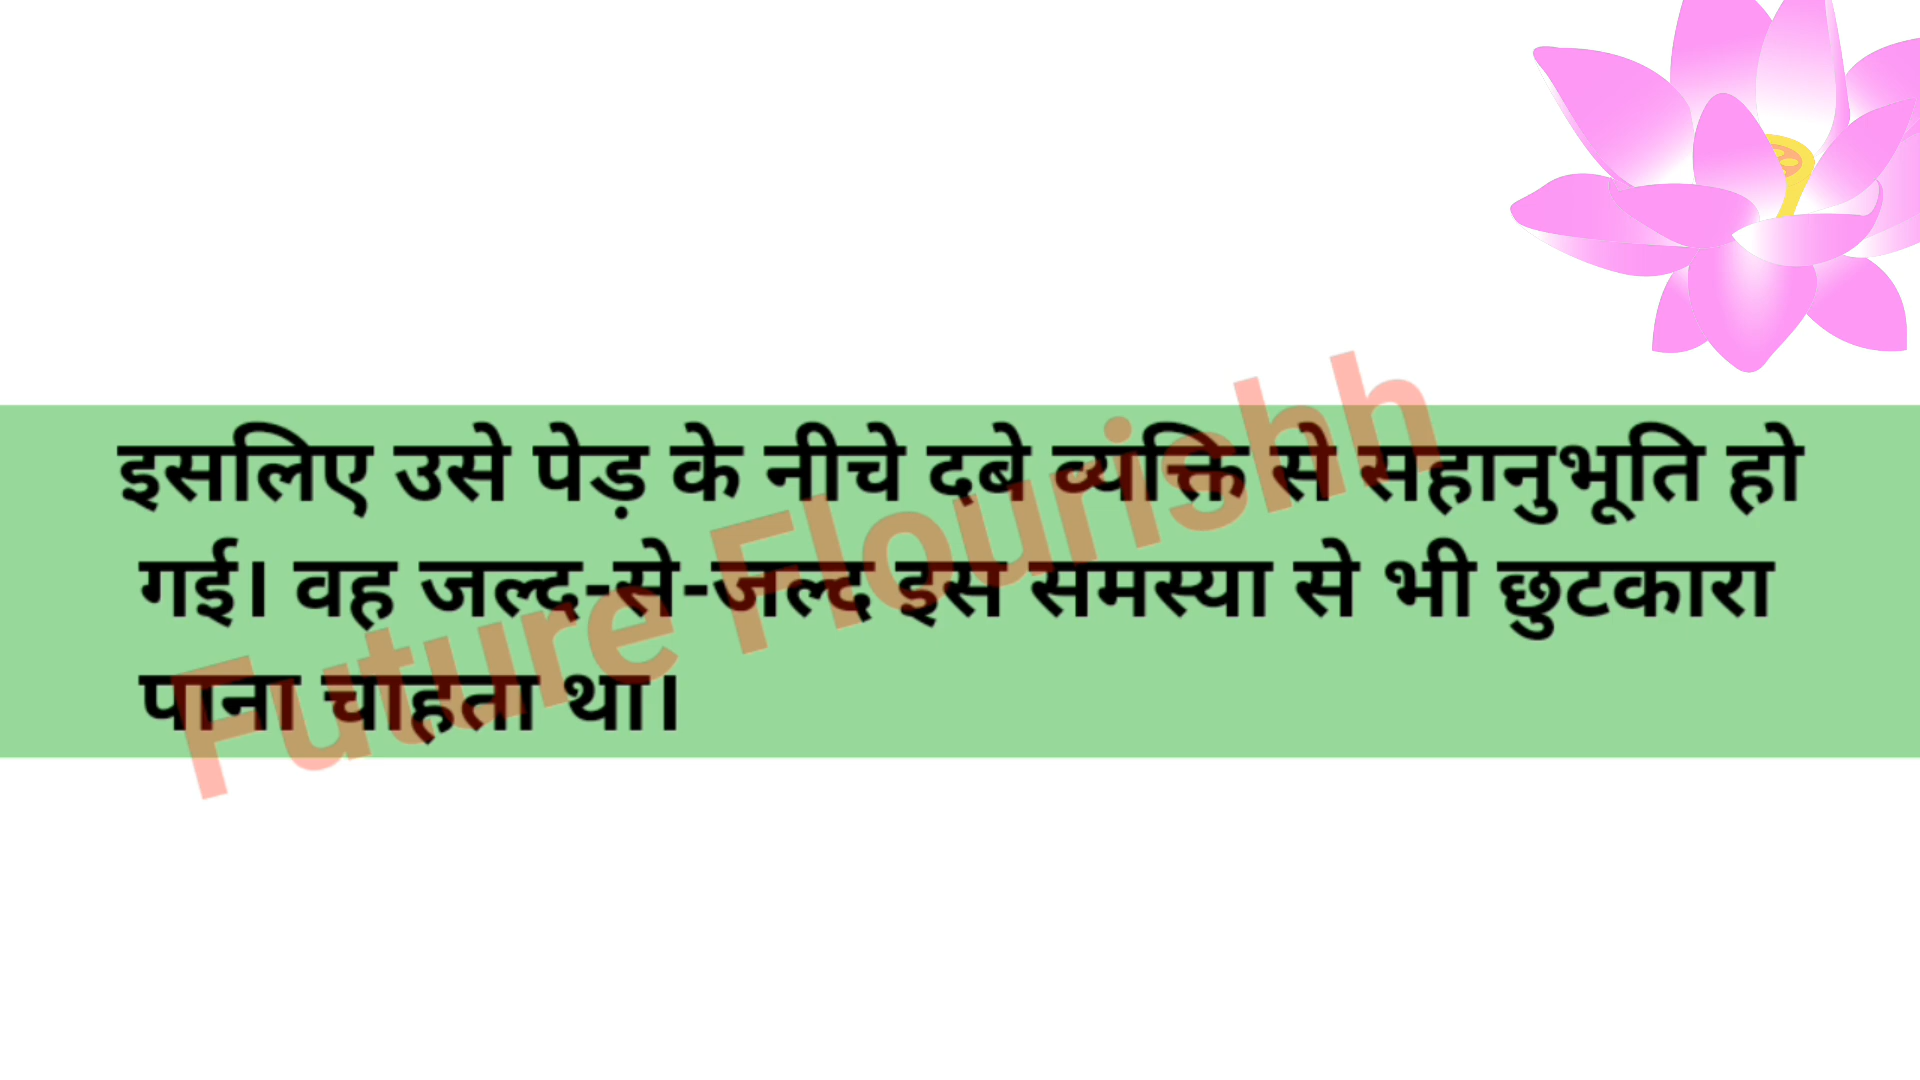 इसलिए उसे पेड़ के नीचे दबे व्यक्ति से सहानुभूति हो
गई। वह जल्द-से-जल्द इस समस्या से भी छुटकारा
पाना चाहता था।
Future Flourishh